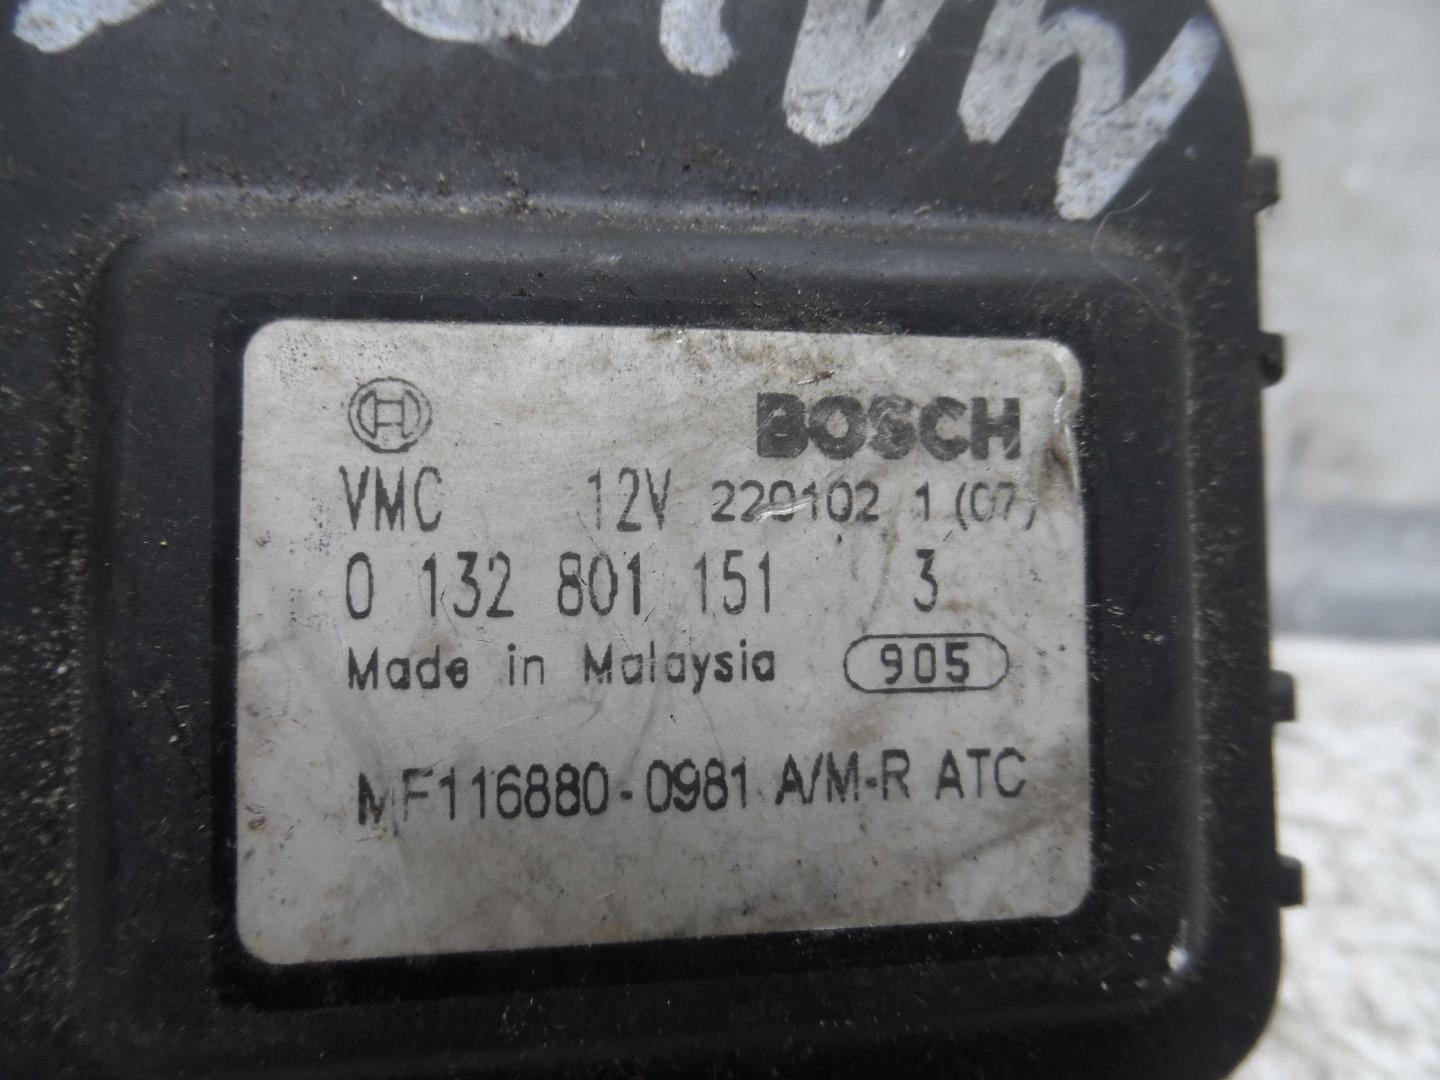 BOSCH
VMC 12V 220102 1 (07)
0 132 801 151 3
Made in Malaysia 905
MF116880-0981 A/M-R ATC